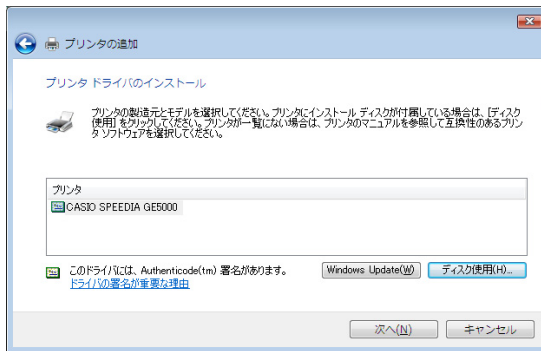 プリンタの追加
プリンタ ドライバのインストール
プリンタの製造元とモデルを選択してください。プリンタにインストール ディスクが付属している場合は、[ディスク
使用] をクリックしてください。プリンタが一覧にない場合は、プリンタのマニュアルを参照して互換性のあるプリン
タ ソフトウェアを選択してください。
プリンタ
CASIO SPEEDIA GE5000
このドライバには、Authenticode(tm) 署名があります。
Windows Update(W)
ディスク使用(H)...
ドライバの署名が重要な理由
次へ(N)
キャンセル